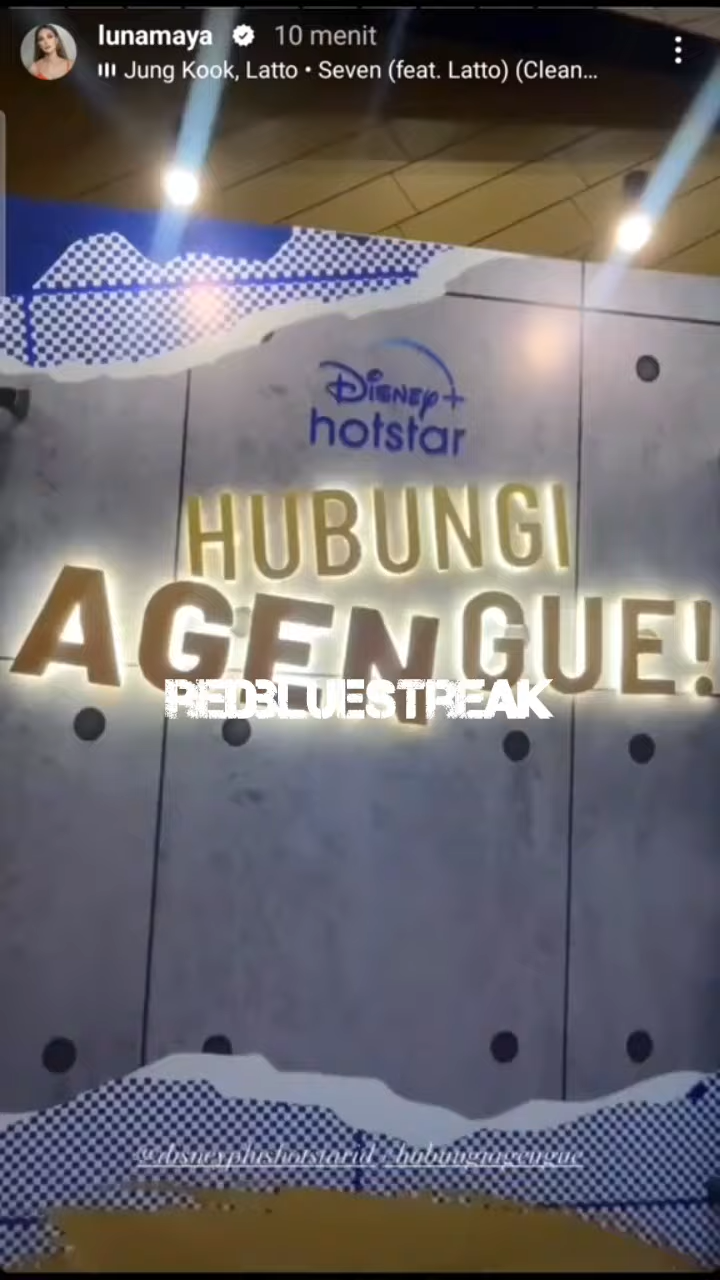 lunamaya 10 menit
Jung Kook, Latto • Seven (feat. Latto) (Clean...
Disney+
hotstar
HUBUNGI
AGEN GUE!
REDBLUESTREAK
@disneyplushotstarid #hubungiagengue